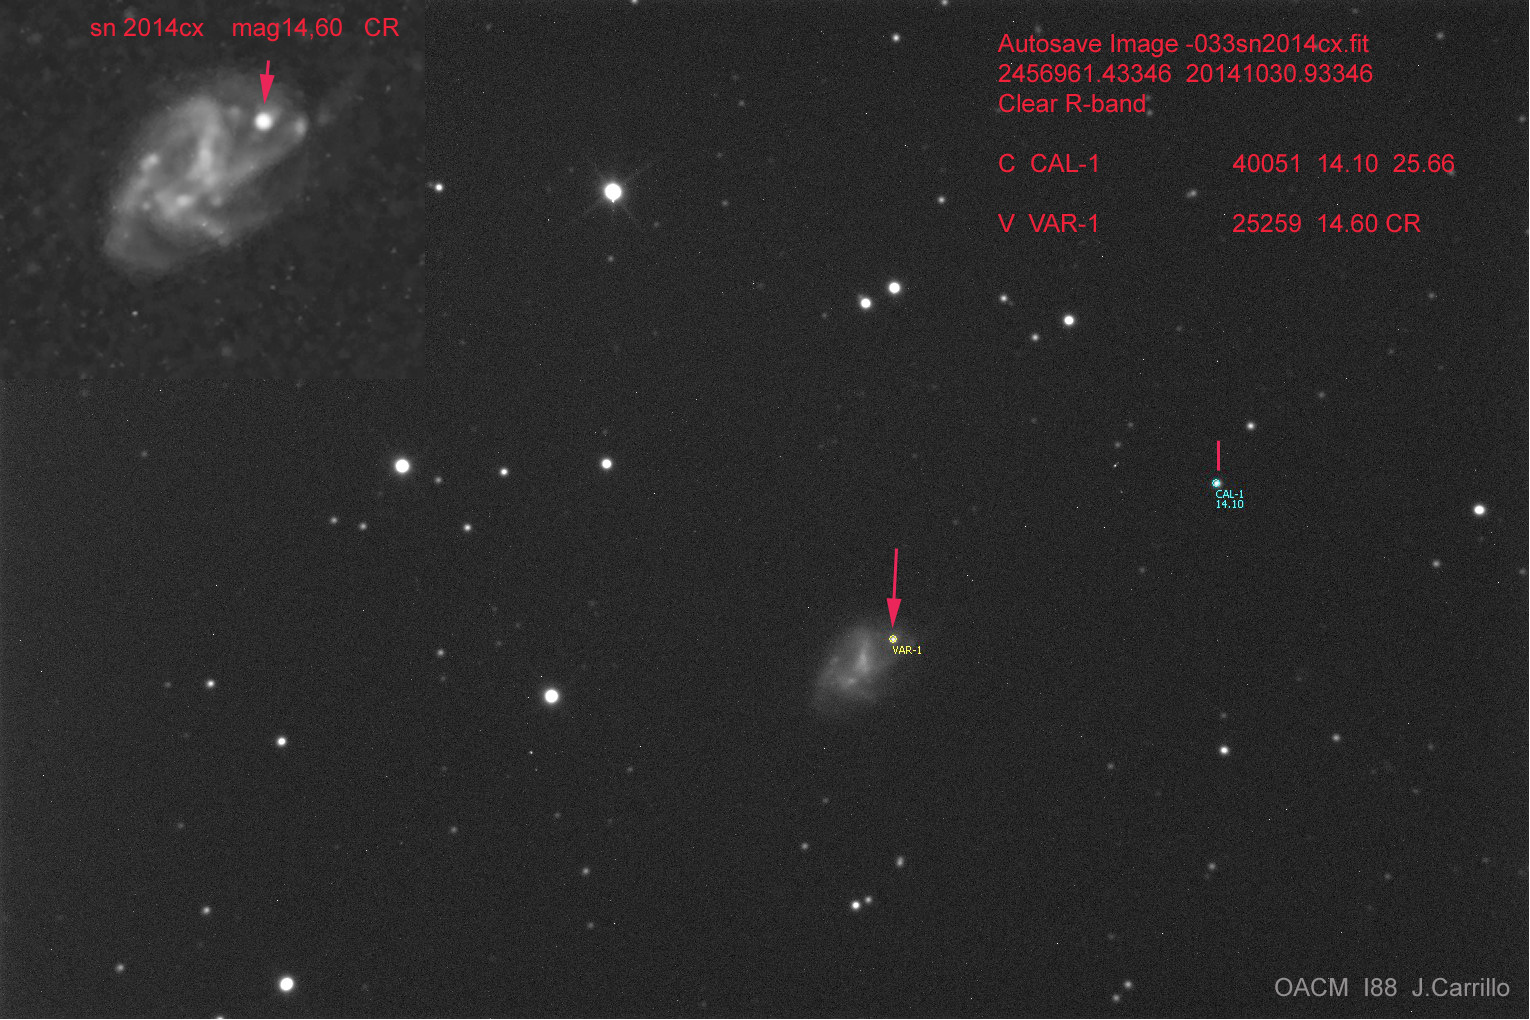 sn 2014cx mag14,60 CR
Autosave Image -033sn2014cx.fit
2456961.43346 20141030.93346
Clear R-band
C CAL-1 40051 14.10 25.66
V VAR-1 25259 14.60 CR
CAL-1
14.10
VAR-1
OACM I88 J.Carrillo